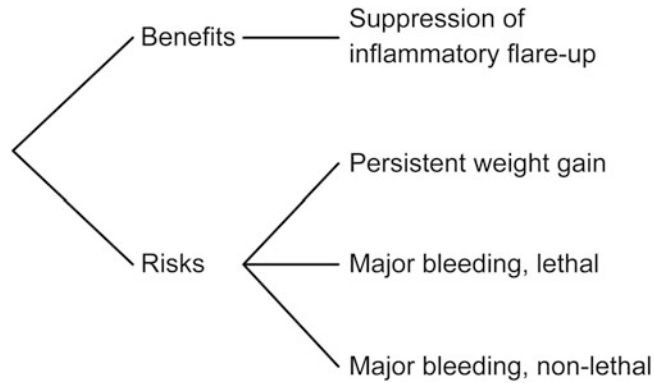 Benefits
Suppression of
inflammatory flare-up
Persistent weight gain
Risks
Major bleeding, lethal
Major bleeding, non-lethal